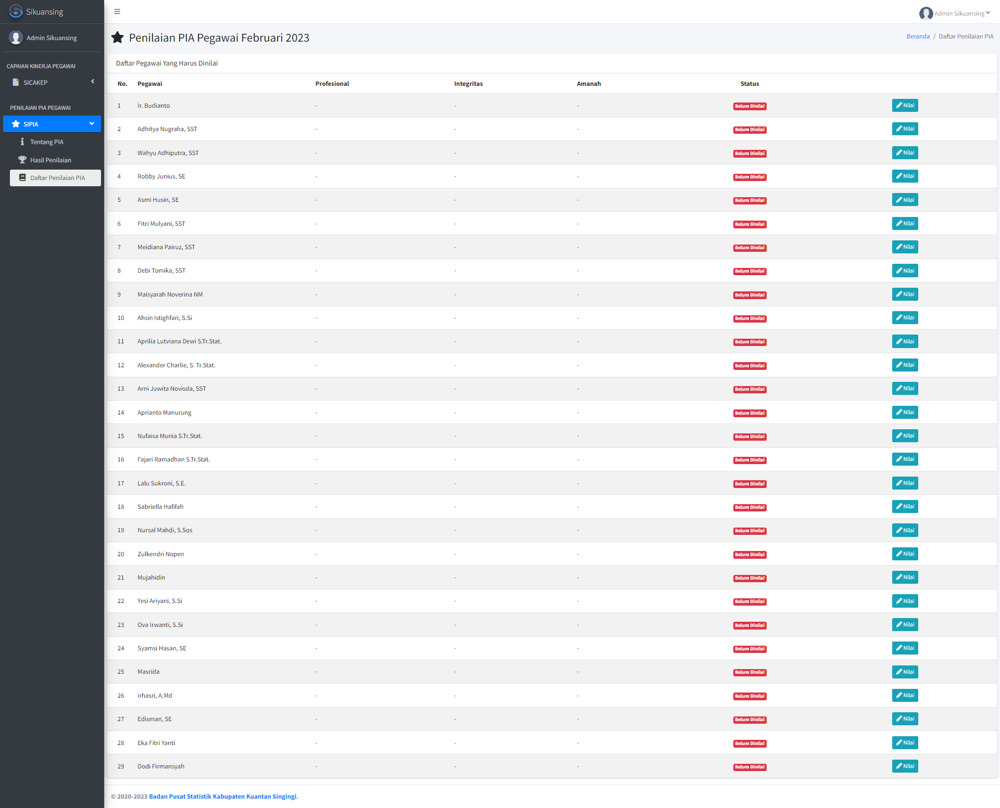 Sikuansing
Admin Sikuansing
Admin Sikuansing
CAPAIAN KINERJA PEGAWAI
SICAKEP
PENILAIAN PIA PEGAWAI
SIPIA
Tentang PIA
Hasil Penilaian
Daftar Penilaian PIA
Penilaian PIA Pegawai Februari 2023
Beranda / Daftar Penilaian PIA
Daftar Pegawai Yang Harus Dinilai
No. Pegawai Profesional Integritas Amanah Status
1 Ir. Budianto - - - Belum Dinilai Nilai
2 Adhitya Nugraha, SST - - - Belum Dinilai Nilai
3 Wahyu Adhiputra, SST - - - Belum Dinilai Nilai
4 Robby Junius, SE - - - Belum Dinilai Nilai
5 Asmi Husin, SE - - - Belum Dinilai Nilai
6 FItri Mulyani, SST - - - Belum Dinilai Nilai
7 Meidiana Pairuz, SST - - - Belum Dinilai Nilai
8 Debi Tomika, SST - - - Belum Dinilai Nilai
9 Maisyarah Noverina NM - - - Belum Dinilai Nilai
10 Ahsin Istighfari, S.Si - - - Belum Dinilai Nilai
11 Aprilia Lutviana Dewi S.Tr.Stat. - - - Belum Dinilai Nilai
12 Alexander Charlie, S. Tr.Stat. - - - Belum Dinilai Nilai
13 Arni Juwita Novisda, SST - - - Belum Dinilai Nilai
14 Aprianto Manurung - - - Belum Dinilai Nilai
15 Nufaisa Munia S.Tr.Stat. - - - Belum Dinilai Nilai
16 Fajari Ramadhan S.Tr.Stat. - - - Belum Dinilai Nilai
17 Lalu Sukroni, S.E. - - - Belum Dinilai Nilai
18 Sabriella Hafifah - - - Belum Dinilai Nilai
19 Nursal Mahdi, S.Sos - - - Belum Dinilai Nilai
20 Zulkendri Nopen - - - Belum Dinilai Nilai
21 Mujahidin - - - Belum Dinilai Nilai
22 Yesi Ariyani, S.Si - - - Belum Dinilai Nilai
23 Ova Irwanti, S.Si - - - Belum Dinilai Nilai
24 Syamsi Hasan, SE - - - Belum Dinilai Nilai
25 Masrida - - - Belum Dinilai Nilai
26 Irhasri, A.Md - - - Belum Dinilai Nilai
27 Edisman, SE - - - Belum Dinilai Nilai
28 Eka Fitri Yanti - - - Belum Dinilai Nilai
29 Dodi Firmansyah - - - Belum Dinilai Nilai
© 2020-2023 Badan Pusat Statistik Kabupaten Kuantan Singingi.